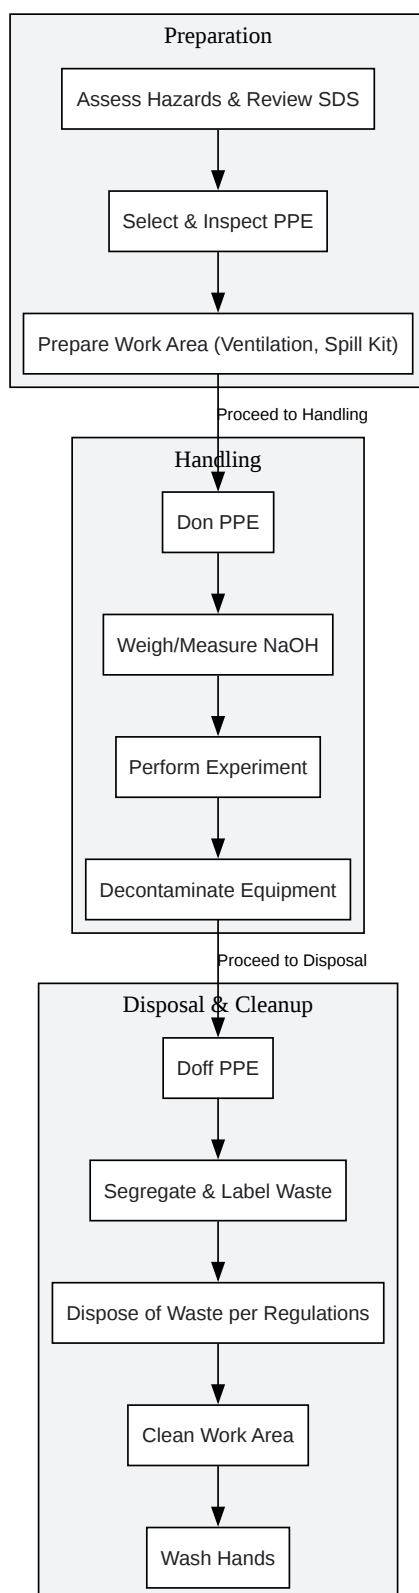 Preparation
Assess Hazards & Review SDS
Select & Inspect PPE
Prepare Work Area (Ventilation, Spill Kit)
Proceed to Handling
Handling
Don PPE
Weigh/Measure NaOH
Perform Experiment
Decontaminate Equipment
Proceed to Disposal
Disposal & Cleanup
Doff PPE
Segregate & Label Waste
Dispose of Waste per Regulations
Clean Work Area
Wash Hands